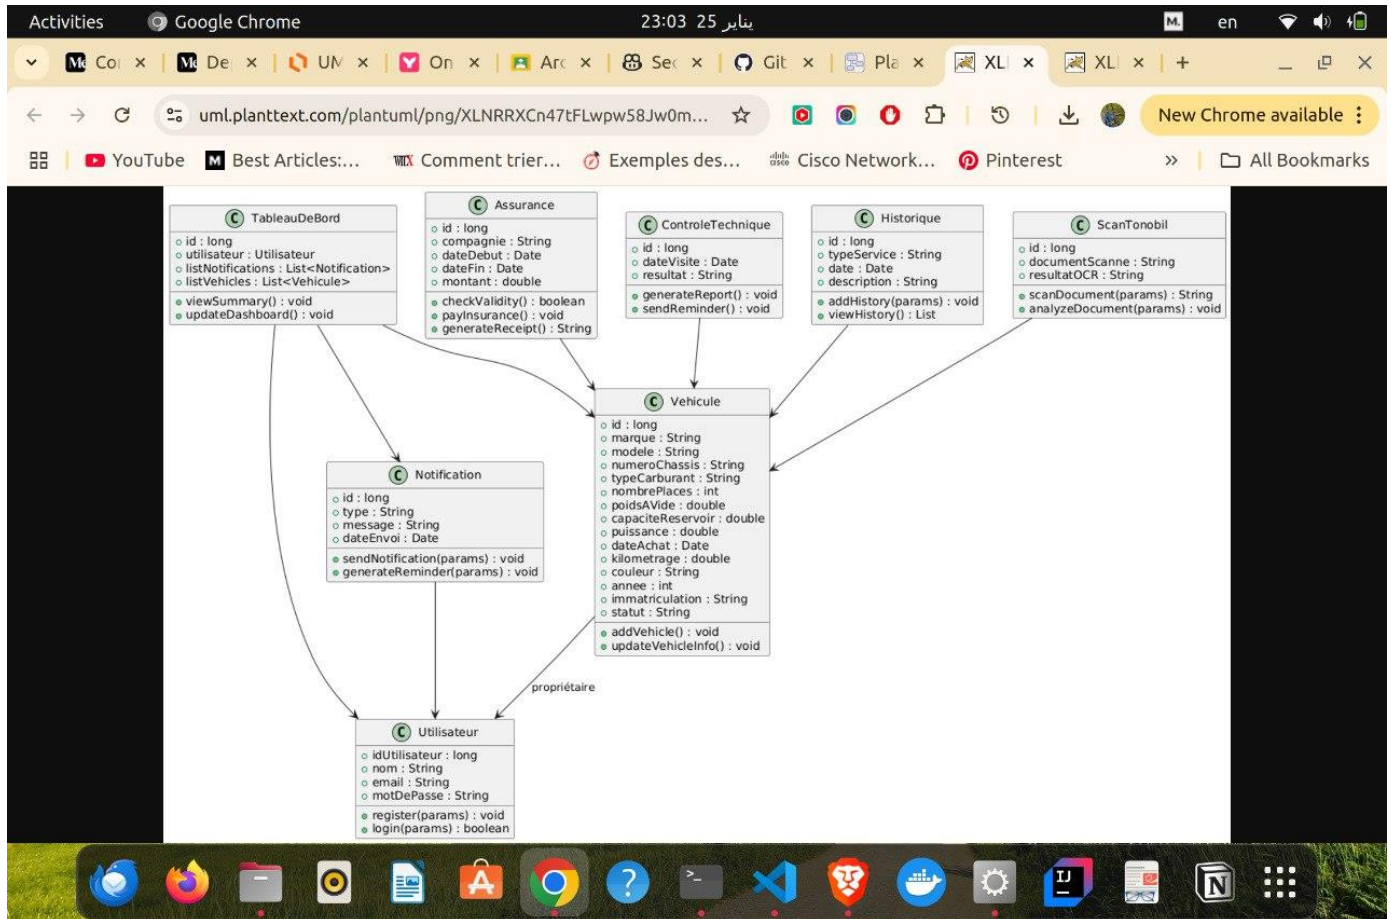 Activities
Google Chrome
23:03 25 يناير
M.
en
Co
De
UM
On
Arc
Sec
Git
Pla
XLI
XLI
uml.planttext.com/plantuml/png/XLNRRXCn47tFLwpw58Jw0m...
New Chrome available
YouTube
Best Articles:...
Comment trier...
Exemples des...
Cisco Network...
Pinterest
»
All Bookmarks
C TableauDeBord
id : long
utilisateur : Utilisateur
listNotifications : List<Notification>
listVehicles : List<Vehicule>
viewSummary() : void
updateDashboard() : void
C Assurance
id : long
compagnie : String
dateDebut : Date
dateFin : Date
montant : double
checkValidity() : boolean
payInsurance() : void
generateReceipt() : String
C ControleTechnique
id : long
dateVisite : Date
resultat : String
generateReport() : void
sendReminder() : void
C Historique
id : long
typeService : String
date : Date
description : String
addHistory(params) : void
viewHistory() : List
C ScanTonobil
id : long
documentScanne : String
resultatOCR : String
scanDocument(params) : String
analyzeDocument(params) : void
C Vehicule
id : long
marque : String
modele : String
numeroChassis : String
typeCarburant : String
nombrePlaces : int
poidsAVide : double
capaciteReservoir : double
puissance : double
dateAchat : Date
kilometrage : double
couleur : String
annee : int
immatriculation : String
statut : String
addVehicle() : void
updateVehicleInfo() : void
C Notification
id : long
type : String
message : String
dateEnvoi : Date
sendNotification(params) : void
generateReminder(params) : void
propriétaire
C Utilisateur
idUtilisateur : long
nom : String
email : String
motDePasse : String
register(params) : void
login(params) : boolean